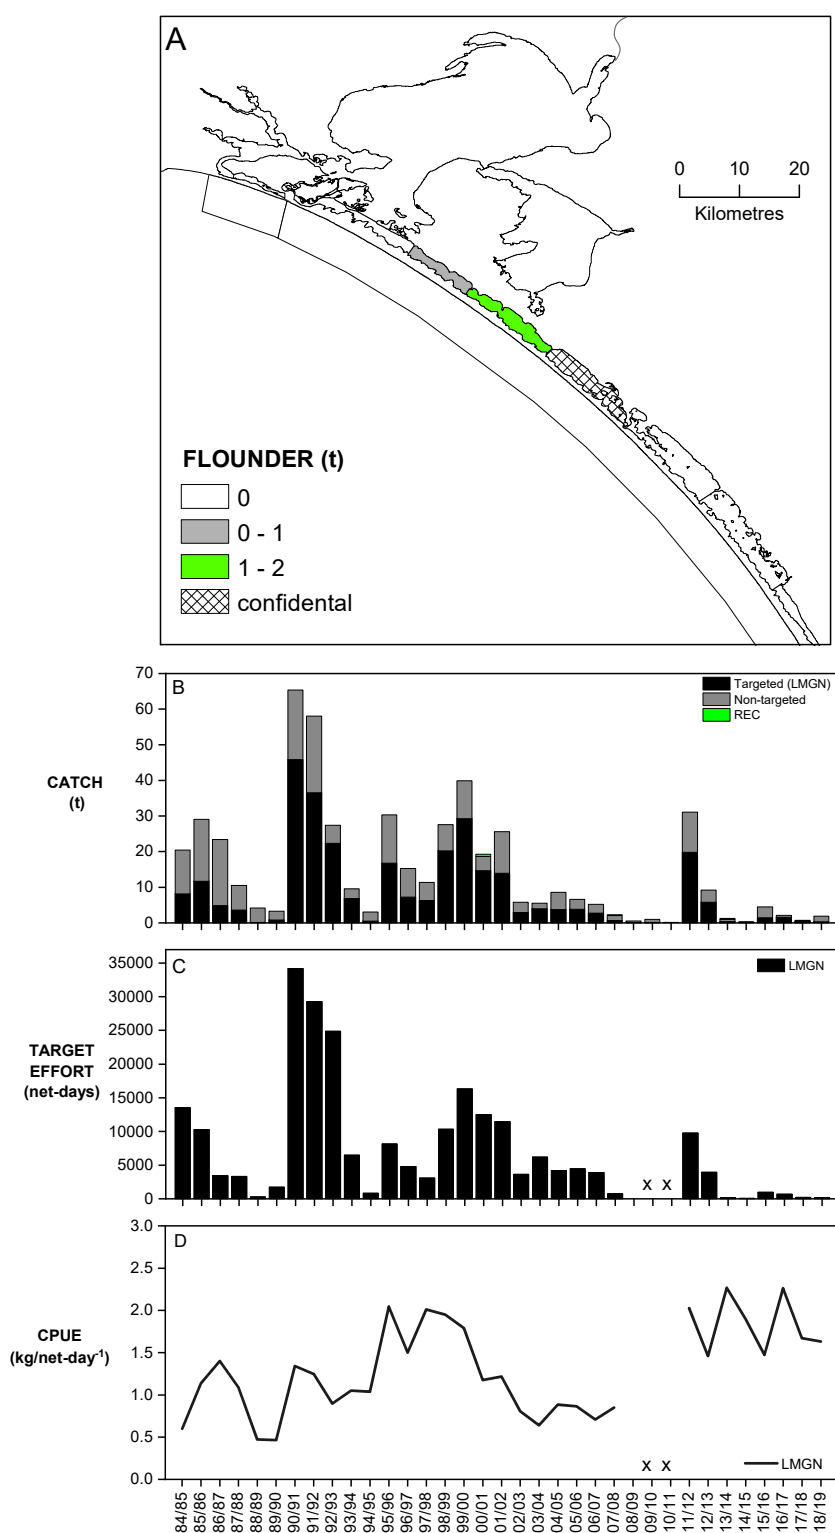 A
0 10 20
Kilometres
FLOUNDER (t)
0
0 - 1
1 - 2
confidental
B
CATCH
(t)
70
60
50
40
30
20
10
0
Targeted (LMGN)
Non-targeted
REC
C
TARGET
EFFORT
(net-days)
35000
30000
25000
20000
15000
10000
5000
0
LMGN
x x
D
CPUE
(kg/net-day⁻¹)
3.0
2.5
2.0
1.5
1.0
0.5
0.0
x x
LMGN
84/85
85/86
86/87
87/88
88/89
89/90
90/91
91/92
92/93
93/94
94/95
95/96
96/97
97/98
98/99
99/00
00/01
01/02
02/03
03/04
04/05
05/06
06/07
07/08
08/09
09/10
10/11
11/12
12/13
13/14
14/15
15/16
16/17
17/18
18/19